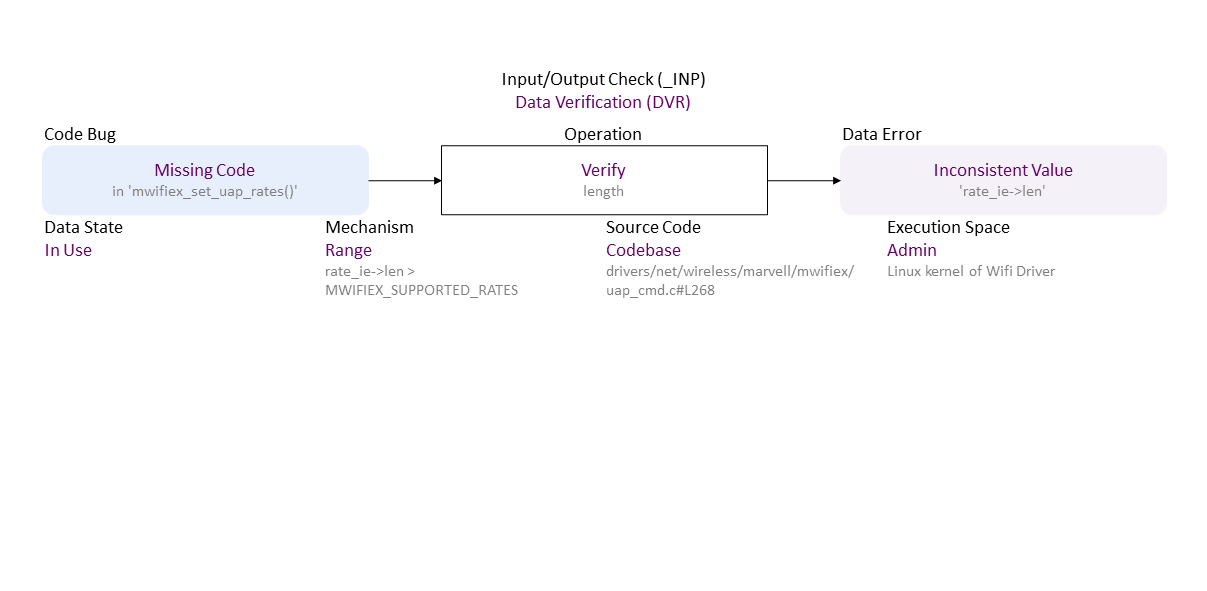 Input/Output Check (_INP)
Data Verification (DVR)
Code Bug
Operation
Data Error
Missing Code
in 'mwifiex_set_uap_rates()'
Verify
length
Inconsistent Value
'rate_ie->len'
Data State
In Use
Mechanism
Range
rate_ie->len >
MWIFIEX_SUPPORTED_RATES
Source Code
Codebase
drivers/net/wireless/marvell/mwifiex/
uap_cmd.c#L268
Execution Space
Admin
Linux kernel of Wifi Driver